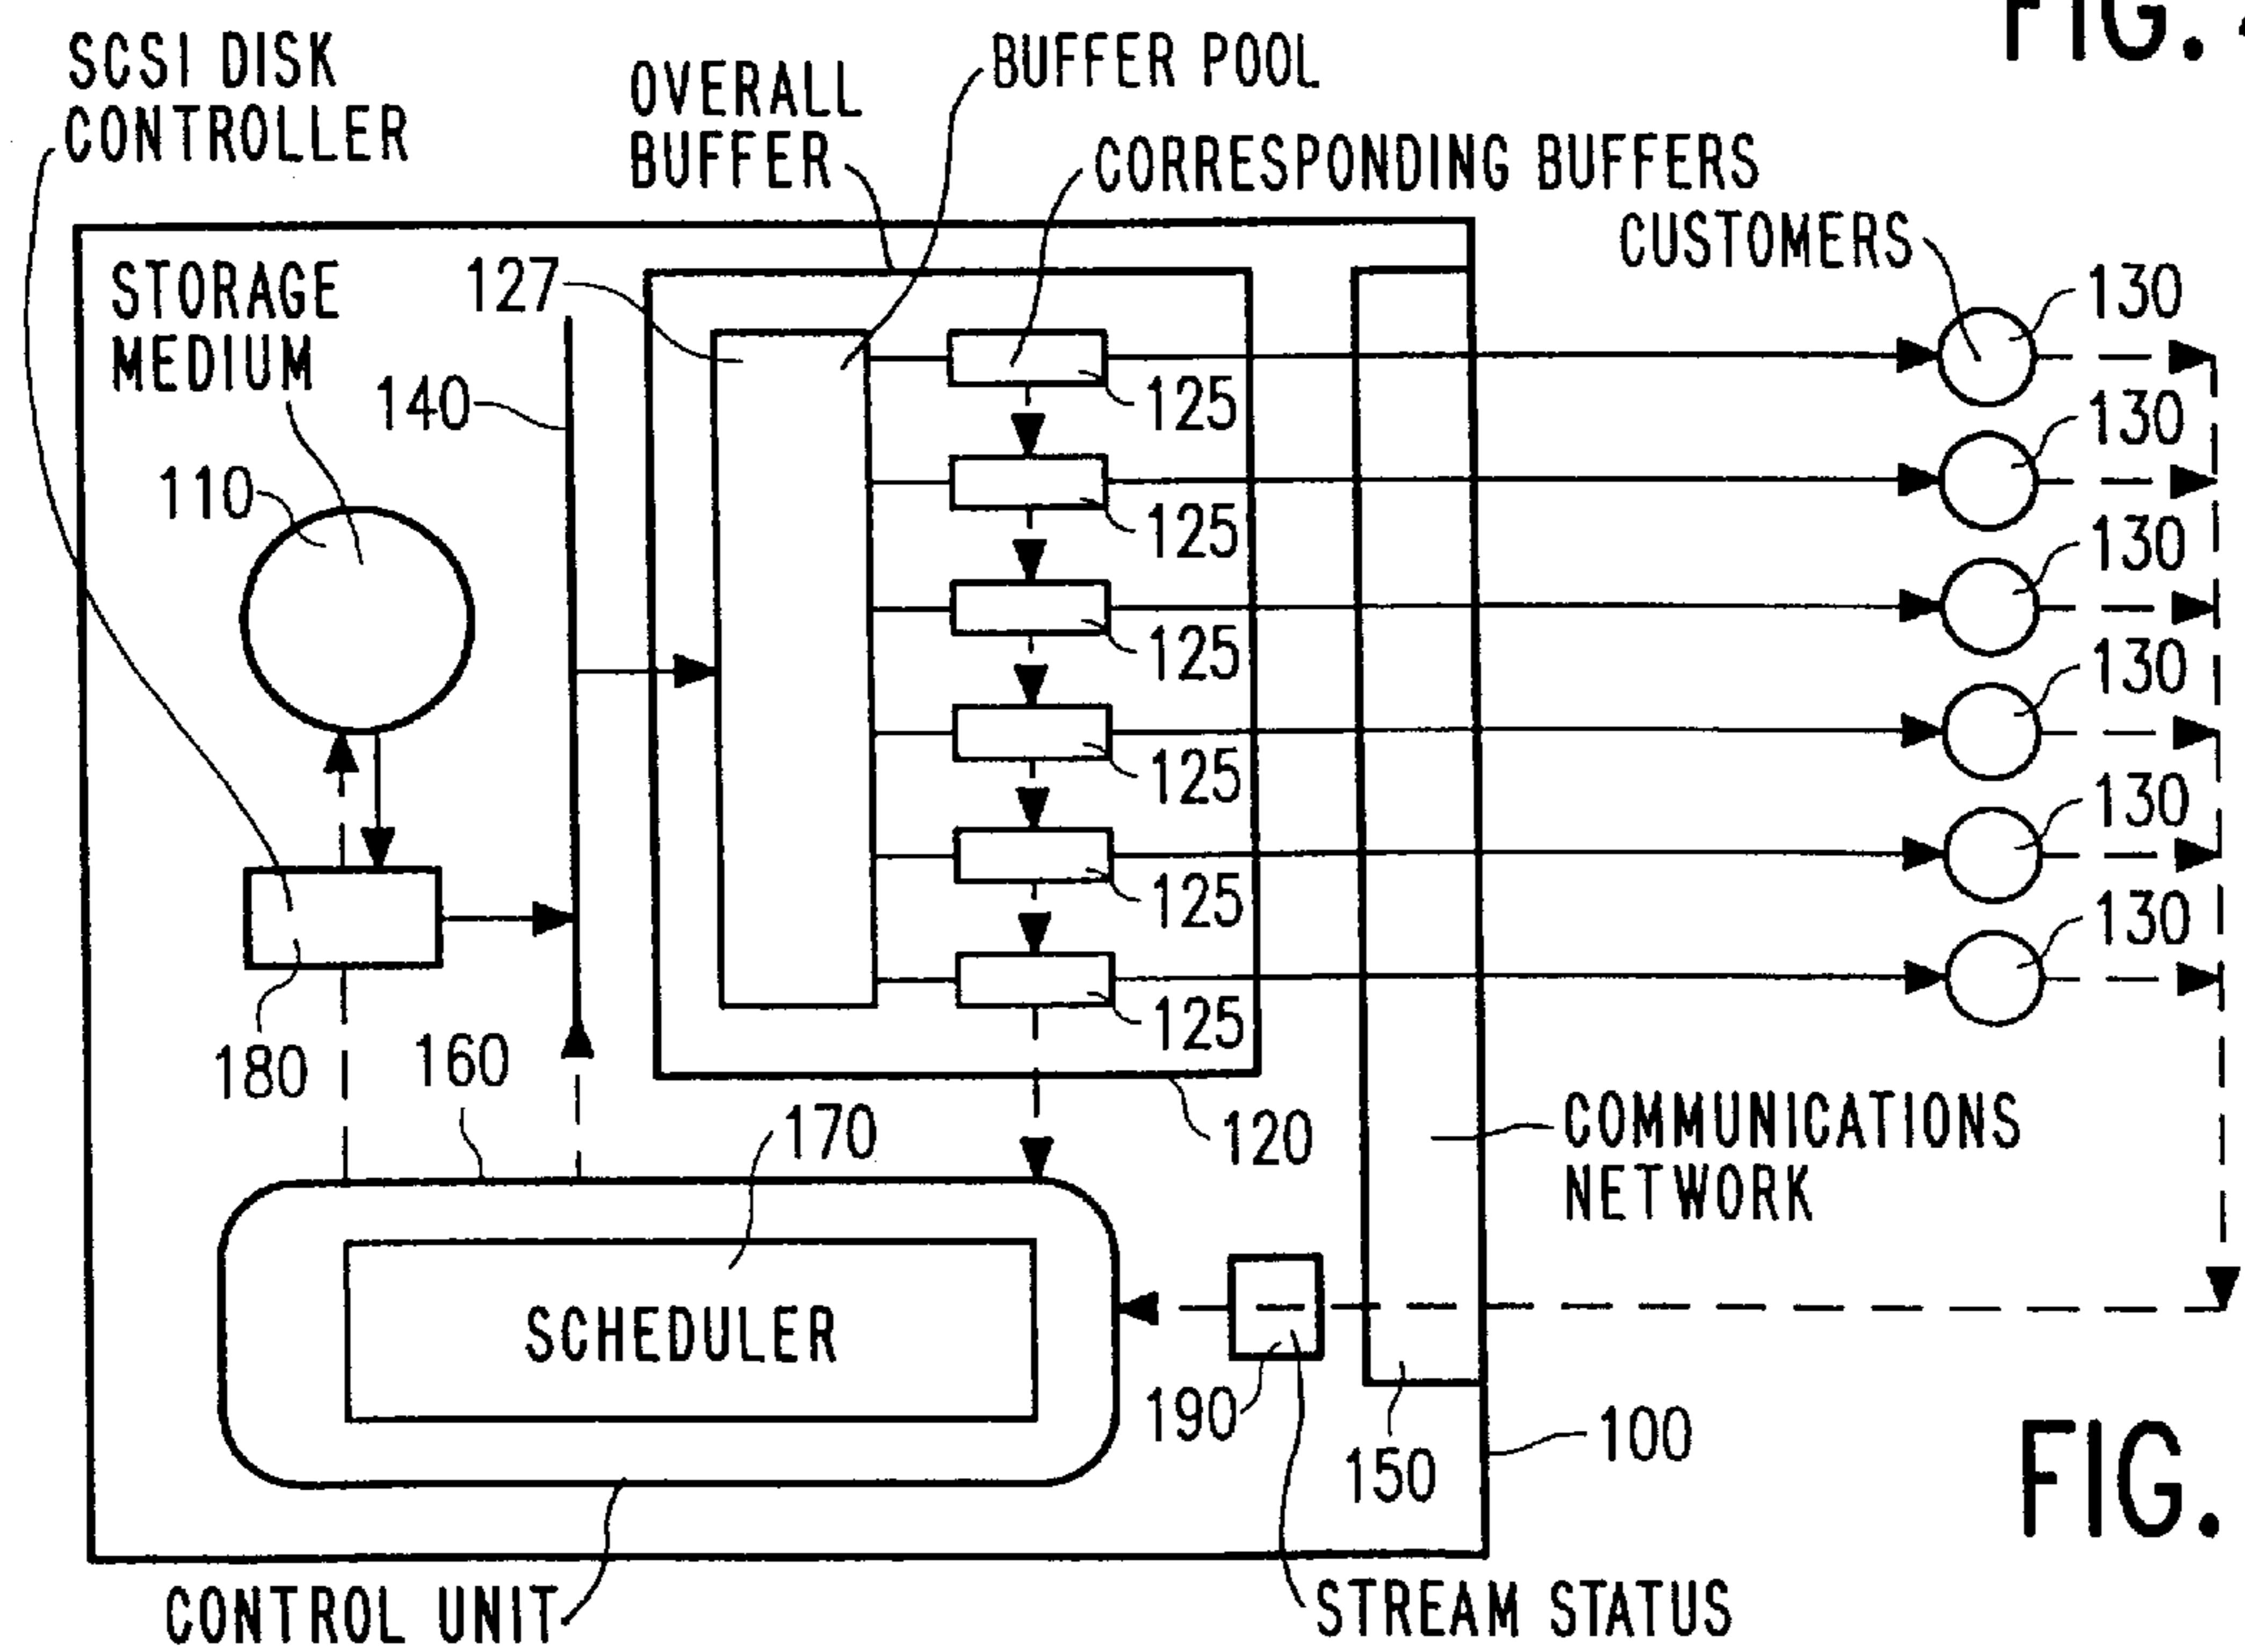 FIG.
SCSI DISK
CONTROLLER
OVERALL
BUFFER
BUFFER POOL
CORRESPONDING BUFFERS
CUSTOMERS
STORAGE
MEDIUM
127
130
140
125
130
110
125
130
125
130
125
130
125
130
125
180
160
170
120
COMMUNICATIONS
NETWORK
SCHEDULER
190
150
100
FIG.
CONTROL UNIT
STREAM STATUS